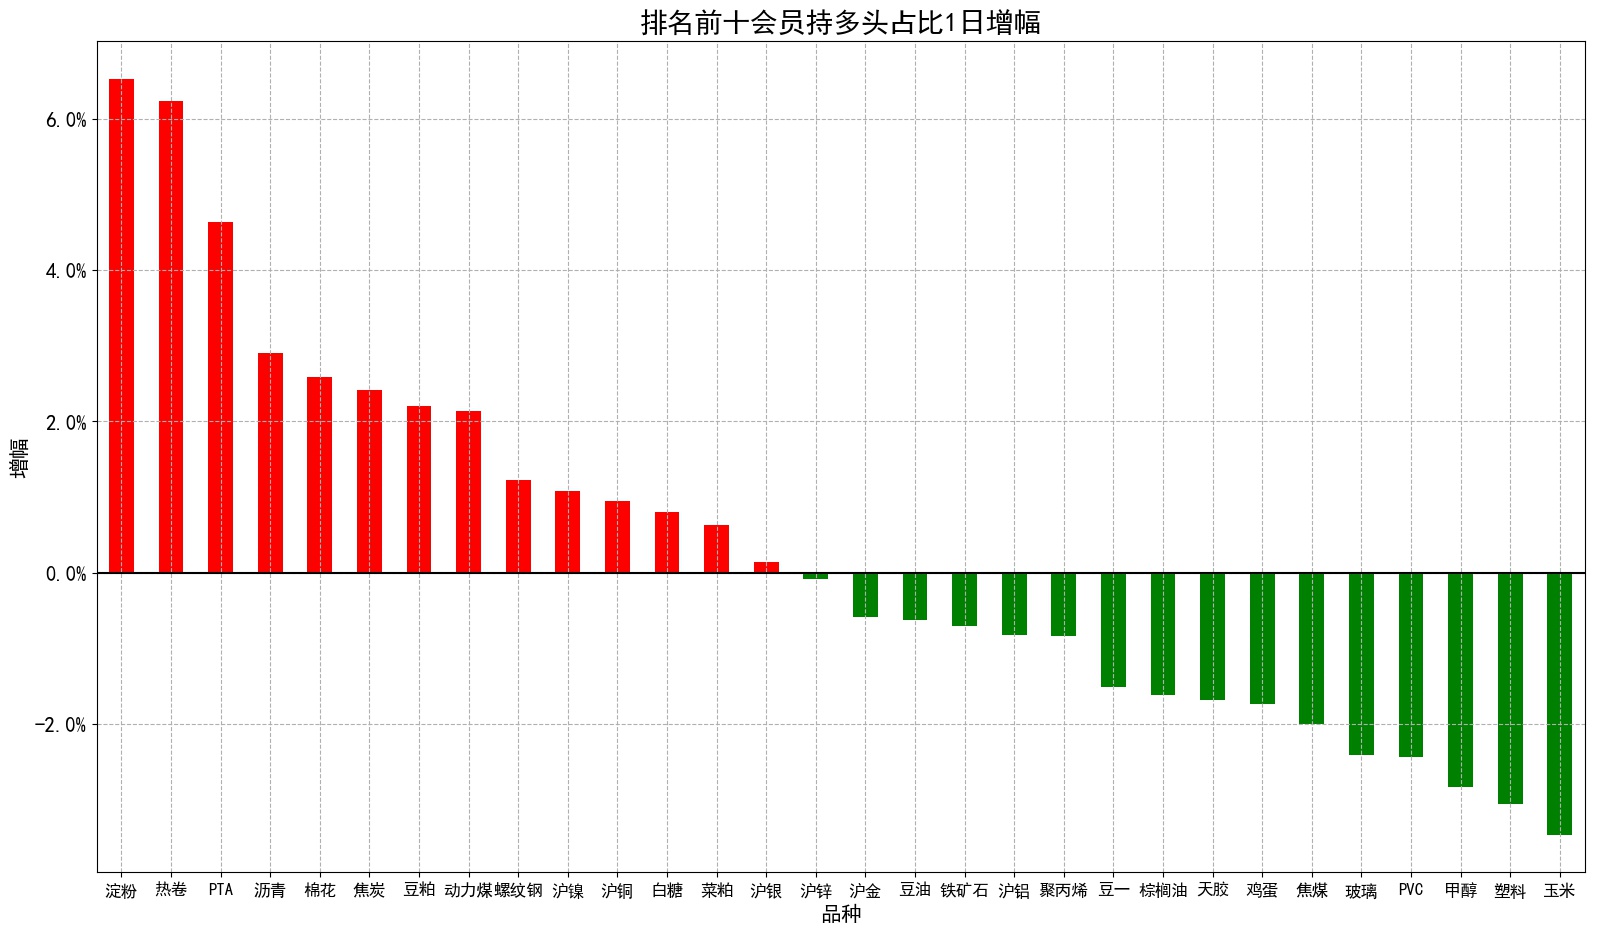 排名前十会员持多头占比1日增幅
6.0%
4.0%
2.0%
0.0%
−2.0%
增幅
淀粉 热卷 PTA 沥青 棉花 焦炭 豆粕 动力煤 螺纹钢 沪镍 沪铜 白糖 菜粕 沪银 沪锌 沪金 豆油 铁矿石 沪铝 聚丙烯 豆一 棕榈油 天胶 鸡蛋 焦煤 玻璃 PVC 甲醇 塑料 玉米
品种